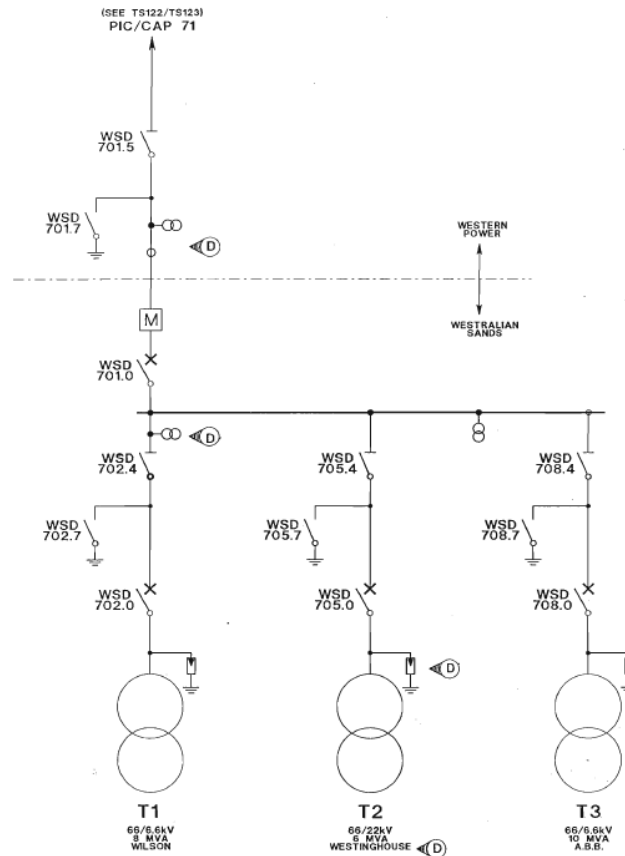 (SEE TS122/TS123)
PIC/CAP 71
WSD
701.5
WSD
701.7
D
WESTERN
POWER
WESTRALIAN
SANDS
M
WSD
701.0
D
WSD
702.4
WSD
705.4
WSD
708.4
WSD
702.7
WSD
705.7
WSD
708.7
WSD
702.0
WSD
705.0
WSD
708.0
D
T1
66/6.6kV
8 MVA
WILSON
T2
66/22kV
6 MVA
WESTINGHOUSE D
T3
66/6.6kV
10 MVA
A.B.B.